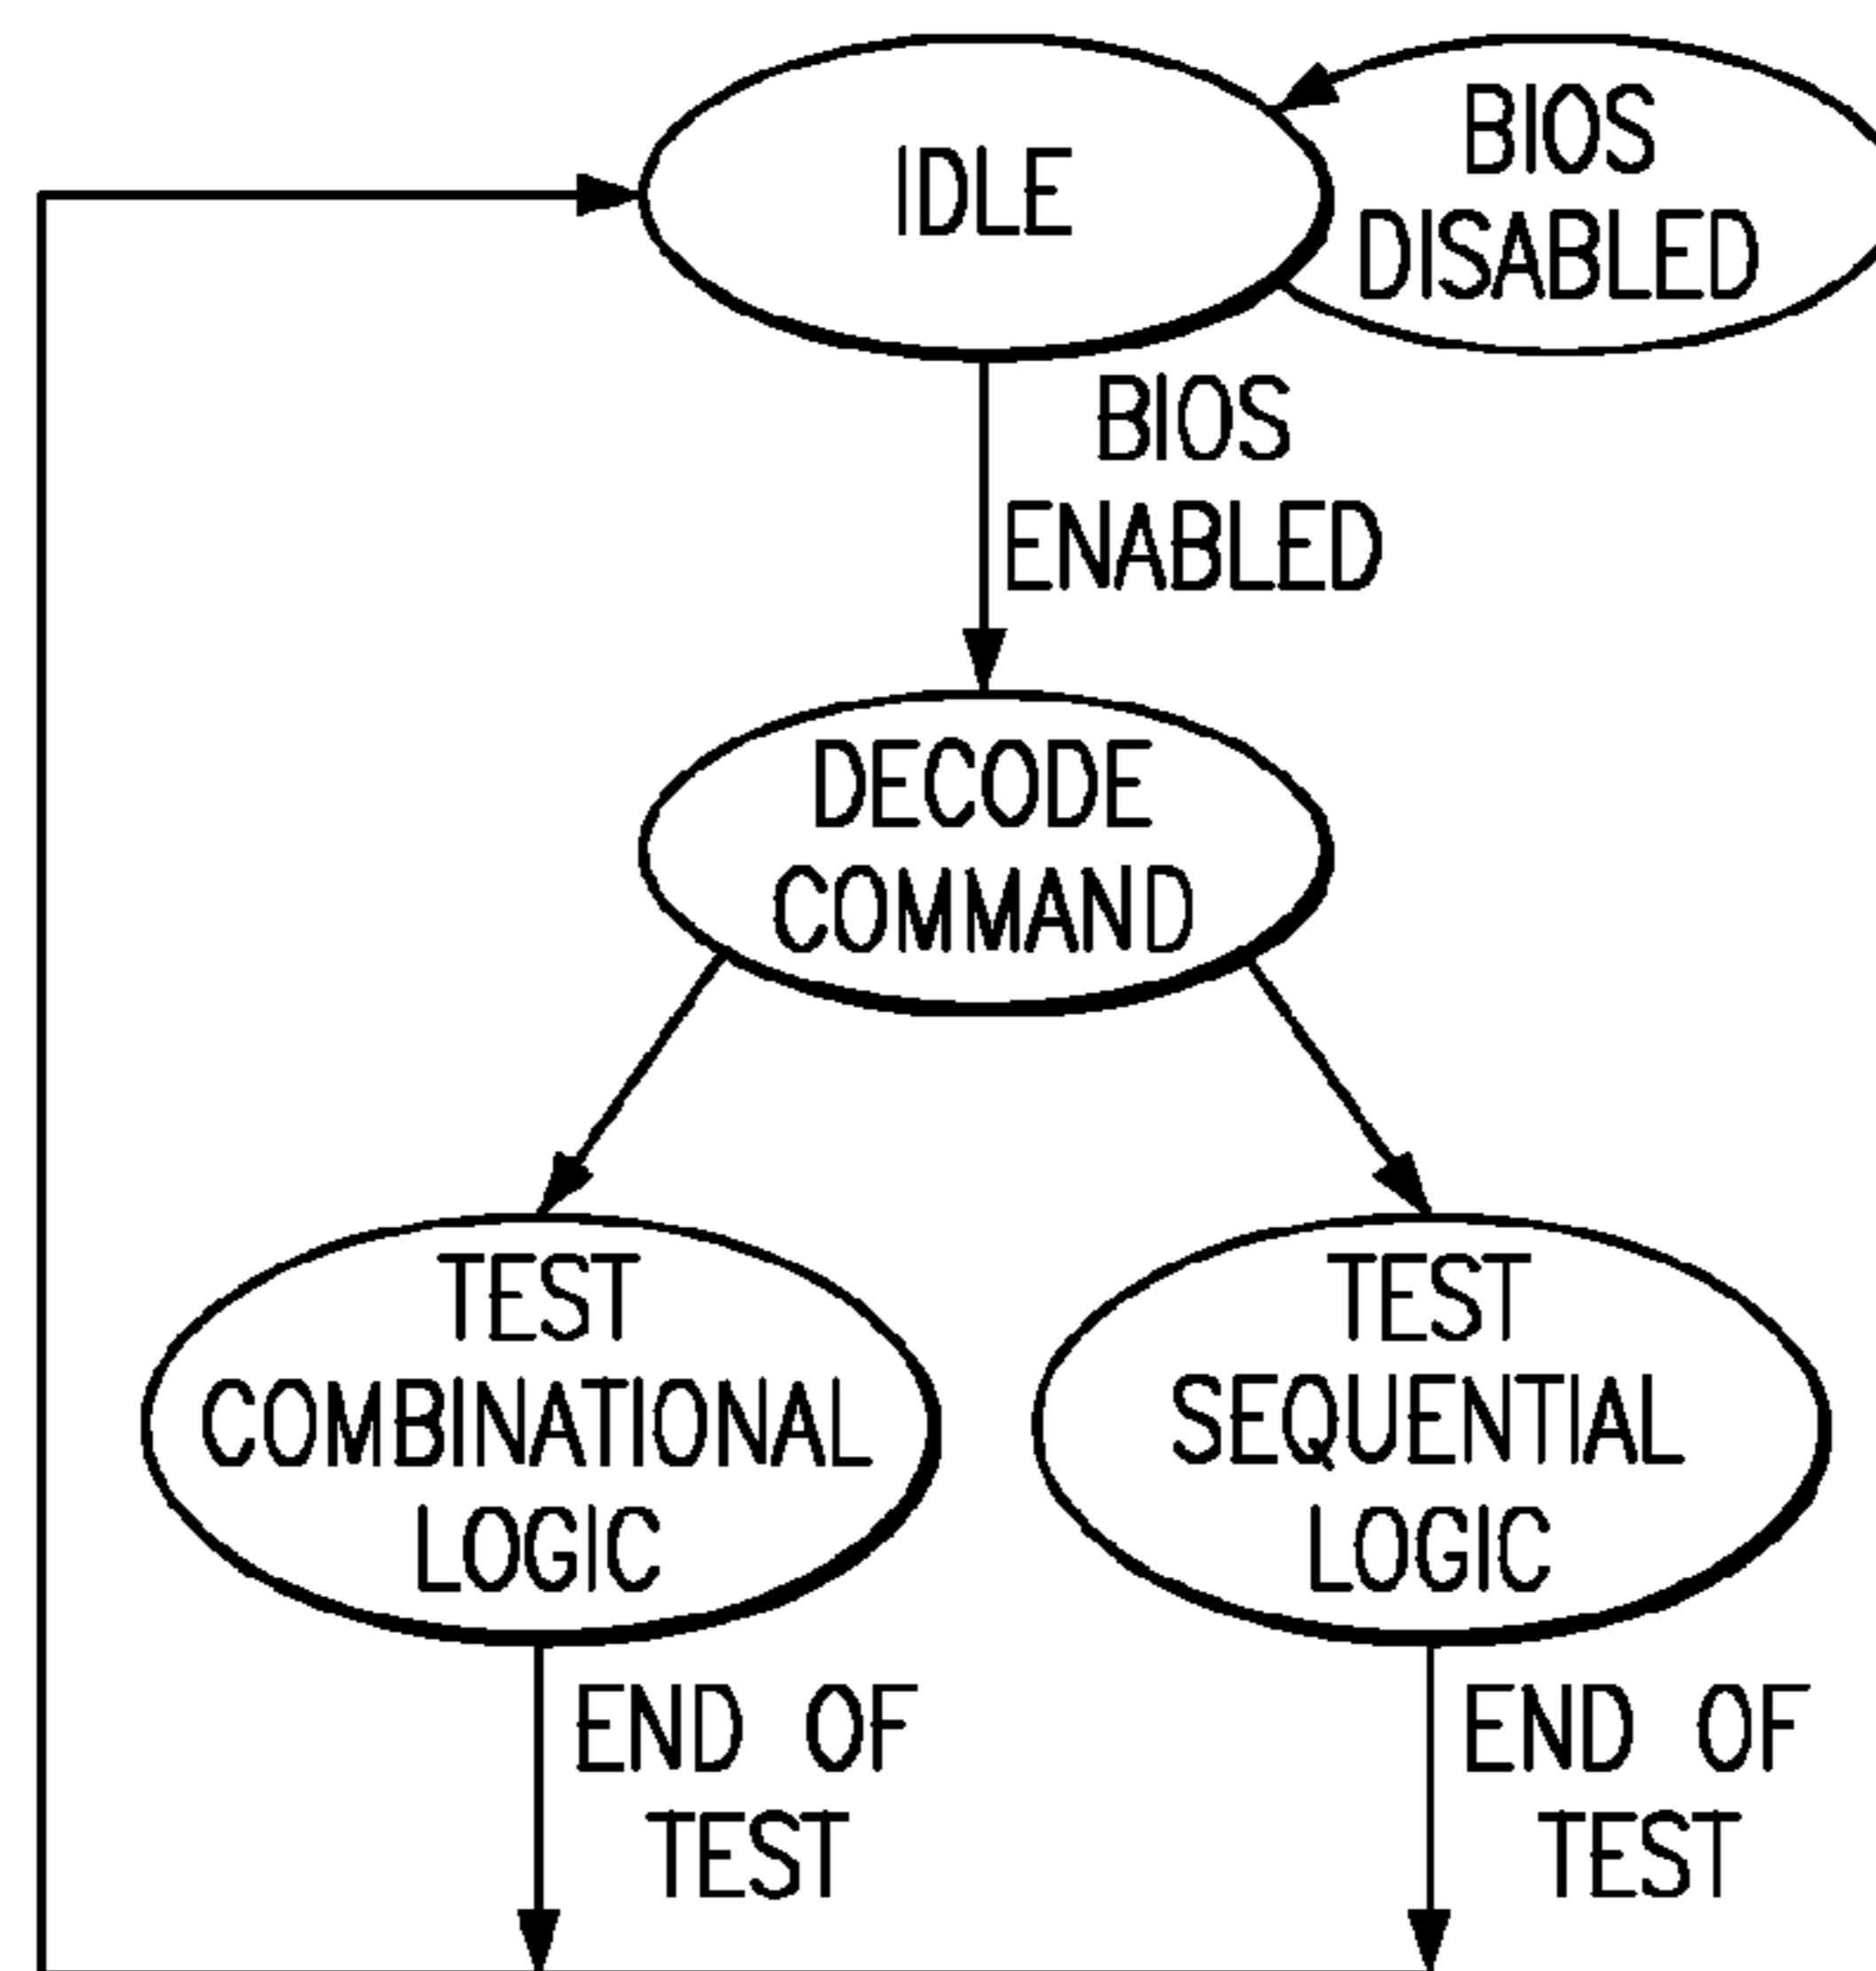 IDLE
BIOS
DISABLED
BIOS
ENABLED
DECODE
COMMAND
TEST
COMBINATIONAL
LOGIC
TEST
SEQUENTIAL
LOGIC
END OF
TEST
END OF
TEST